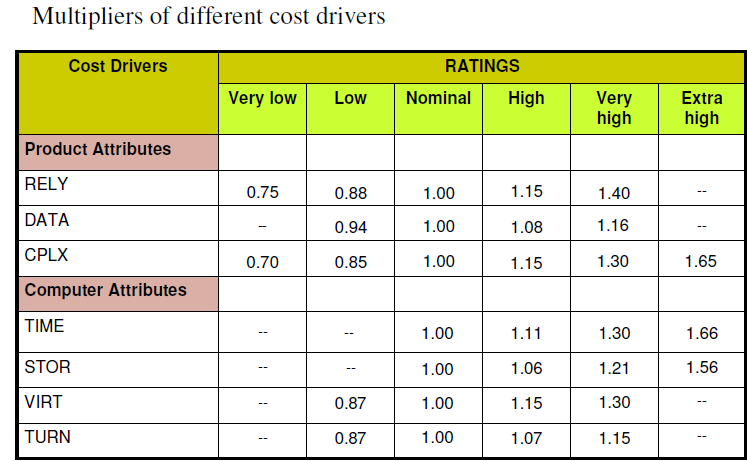 Multipliers of different cost drivers
Cost Drivers RATINGS
Very low Low Nominal High Very high Extra high
Product Attributes
RELY 0.75 0.88 1.00 1.15 1.40 --
DATA -- 0.94 1.00 1.08 1.16 --
CPLX 0.70 0.85 1.00 1.15 1.30 1.65
Computer Attributes
TIME -- -- 1.00 1.11 1.30 1.66
STOR -- -- 1.00 1.06 1.21 1.56
VIRT -- 0.87 1.00 1.15 1.30 --
TURN -- 0.87 1.00 1.07 1.15 --